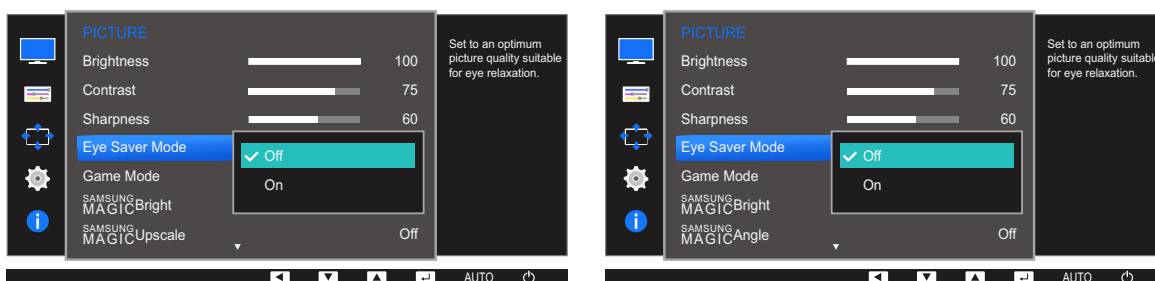 PICTURE
Brightness 100
Contrast 75
Sharpness 60
Eye Saver Mode
Off
Game Mode
On
SAMSUNG
MAGICBright
SAMSUNG
MAGICUpscale Off
Set to an optimum
picture quality suitable
for eye relaxation.
AUTO
PICTURE
Brightness 100
Contrast 75
Sharpness 60
Eye Saver Mode
Off
Game Mode
On
SAMSUNG
MAGICBright
SAMSUNG
MAGICAngle Off
Set to an optimum
picture quality suitable
for eye relaxation.
AUTO